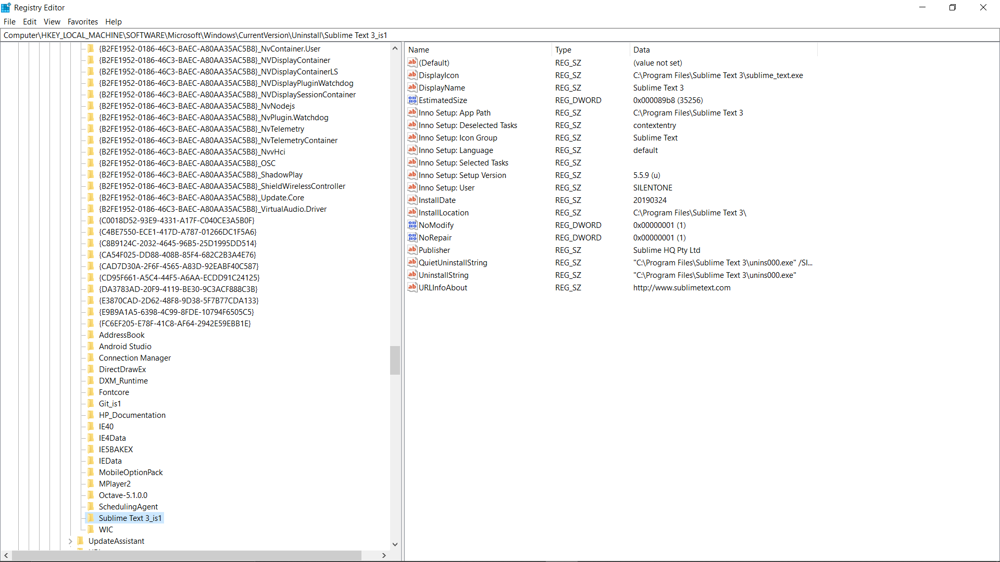 Registry Editor
File Edit View Favorites Help
Computer\HKEY_LOCAL_MACHINE\SOFTWARE\Microsoft\Windows\CurrentVersion\Uninstall\Sublime Text 3_is1
{B2FE1952-0186-46C3-BAEC-A80AA35AC5B8}_NvContainer.User
{B2FE1952-0186-46C3-BAEC-A80AA35AC5B8}_NVDisplayContainer
{B2FE1952-0186-46C3-BAEC-A80AA35AC5B8}_NVDisplayContainerLS
{B2FE1952-0186-46C3-BAEC-A80AA35AC5B8}_NVDisplayPluginWatchdog
{B2FE1952-0186-46C3-BAEC-A80AA35AC5B8}_NVDisplaySessionContainer
{B2FE1952-0186-46C3-BAEC-A80AA35AC5B8}_NvNodejs
{B2FE1952-0186-46C3-BAEC-A80AA35AC5B8}_NvPlugin.Watchdog
{B2FE1952-0186-46C3-BAEC-A80AA35AC5B8}_NvTelemetry
{B2FE1952-0186-46C3-BAEC-A80AA35AC5B8}_NvTelemetryContainer
{B2FE1952-0186-46C3-BAEC-A80AA35AC5B8}_NvvHci
{B2FE1952-0186-46C3-BAEC-A80AA35AC5B8}_OSC
{B2FE1952-0186-46C3-BAEC-A80AA35AC5B8}_ShadowPlay
{B2FE1952-0186-46C3-BAEC-A80AA35AC5B8}_ShieldWirelessController
{B2FE1952-0186-46C3-BAEC-A80AA35AC5B8}_Update.Core
{B2FE1952-0186-46C3-BAEC-A80AA35AC5B8}_VirtualAudio.Driver
{C0018D52-93E9-4331-A17F-C040CE3A5B0F}
{C4BE7550-ECE1-417D-A787-01266DC1F5A6}
{C8B9124C-2032-4645-96B5-25D1995DD514}
{CA54F025-DD88-408B-85F4-682C2B3A4E76}
{CAD7D30A-2F6F-4565-A83D-92EABF40C587}
{CD95F661-A5C4-44F5-A6AA-ECDD91C24125}
{DA3783AD-20F9-4119-BE30-9C3ACF888C3B}
{E3870CAD-2D62-48F8-9D38-5F7B77CDA133}
{E9B9A1A5-6398-4C99-8FDE-10794F6505C5}
{FC6EF205-E78F-41C8-AF64-2942E59EBB1E}
AddressBook
Android Studio
Connection Manager
DirectDrawEx
DXM_Runtime
Fontcore
Git_is1
HP_Documentation
IE40
IE4Data
IE5BAKEX
IEData
MobileOptionPack
MPlayer2
Octave-5.1.0.0
SchedulingAgent
Sublime Text 3_is1
WIC
UpdateAssistant
Name Type Data
(Default) REG_SZ (value not set)
DisplayIcon REG_SZ C:\Program Files\Sublime Text 3\sublime_text.exe
DisplayName REG_SZ Sublime Text 3
EstimatedSize REG_DWORD 0x000089b8 (35256)
Inno Setup: App Path REG_SZ C:\Program Files\Sublime Text 3
Inno Setup: Deselected Tasks REG_SZ contextentry
Inno Setup: Icon Group REG_SZ Sublime Text
Inno Setup: Language REG_SZ default
Inno Setup: Selected Tasks REG_SZ
Inno Setup: Setup Version REG_SZ 5.5.9 (u)
Inno Setup: User REG_SZ SILENTONE
InstallDate REG_SZ 20190324
InstallLocation REG_SZ C:\Program Files\Sublime Text 3\
NoModify REG_DWORD 0x00000001 (1)
NoRepair REG_DWORD 0x00000001 (1)
Publisher REG_SZ Sublime HQ Pty Ltd
QuietUninstallString REG_SZ "C:\Program Files\Sublime Text 3\unins000.exe" /SI...
UninstallString REG_SZ "C:\Program Files\Sublime Text 3\unins000.exe"
URLInfoAbout REG_SZ http://www.sublimetext.com